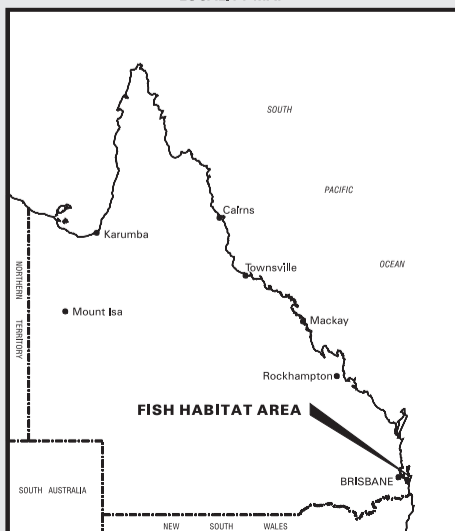 SOUTH
PACIFIC
OCEAN
Cairns
Karumba
Townsville
NORTHERN TERRITORY
Mount Isa
Mackay
Rockhampton
FISH HABITAT AREA
BRISBANE
SOUTH AUSTRALIA
NEW SOUTH WALES